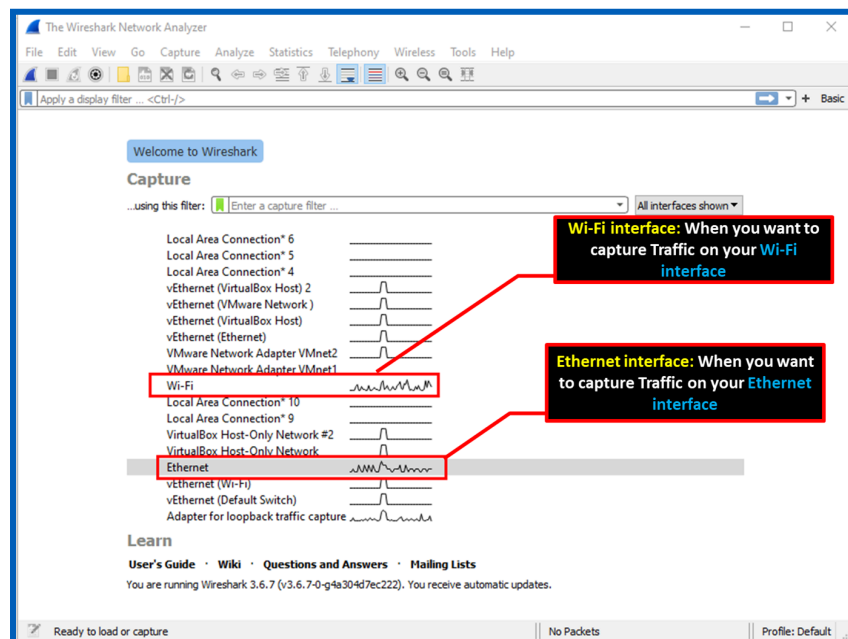 The Wireshark Network Analyzer
File Edit View Go Capture Analyze Statistics Telephony Wireless Tools Help
Apply a display filter ... <Ctrl-/>
+ Basic
Welcome to Wireshark
Capture
...using this filter: Enter a capture filter ...
All interfaces shown
Local Area Connection* 6
Local Area Connection* 5
Local Area Connection* 4
vEthernet (VirtualBox Host) 2
vEthernet (VMware Network )
vEthernet (VirtualBox Host)
vEthernet (Ethernet)
VMware Network Adapter VMnet2
VMware Network Adapter VMnet1
Wi-Fi
Local Area Connection* 10
Local Area Connection* 9
VirtualBox Host-Only Network #2
VirtualBox Host-Only Network
Ethernet
vEthernet (Wi-Fi)
vEthernet (Default Switch)
Adapter for loopback traffic capture
Wi-Fi interface: When you want to
capture Traffic on your Wi-Fi
interface
Ethernet interface: When you want
to capture Traffic on your Ethernet
interface
Learn
User's Guide · Wiki · Questions and Answers · Mailing Lists
You are running Wireshark 3.6.7 (v3.6.7-0-g4a304d7ec222). You receive automatic updates.
Ready to load or capture
No Packets
Profile: Default